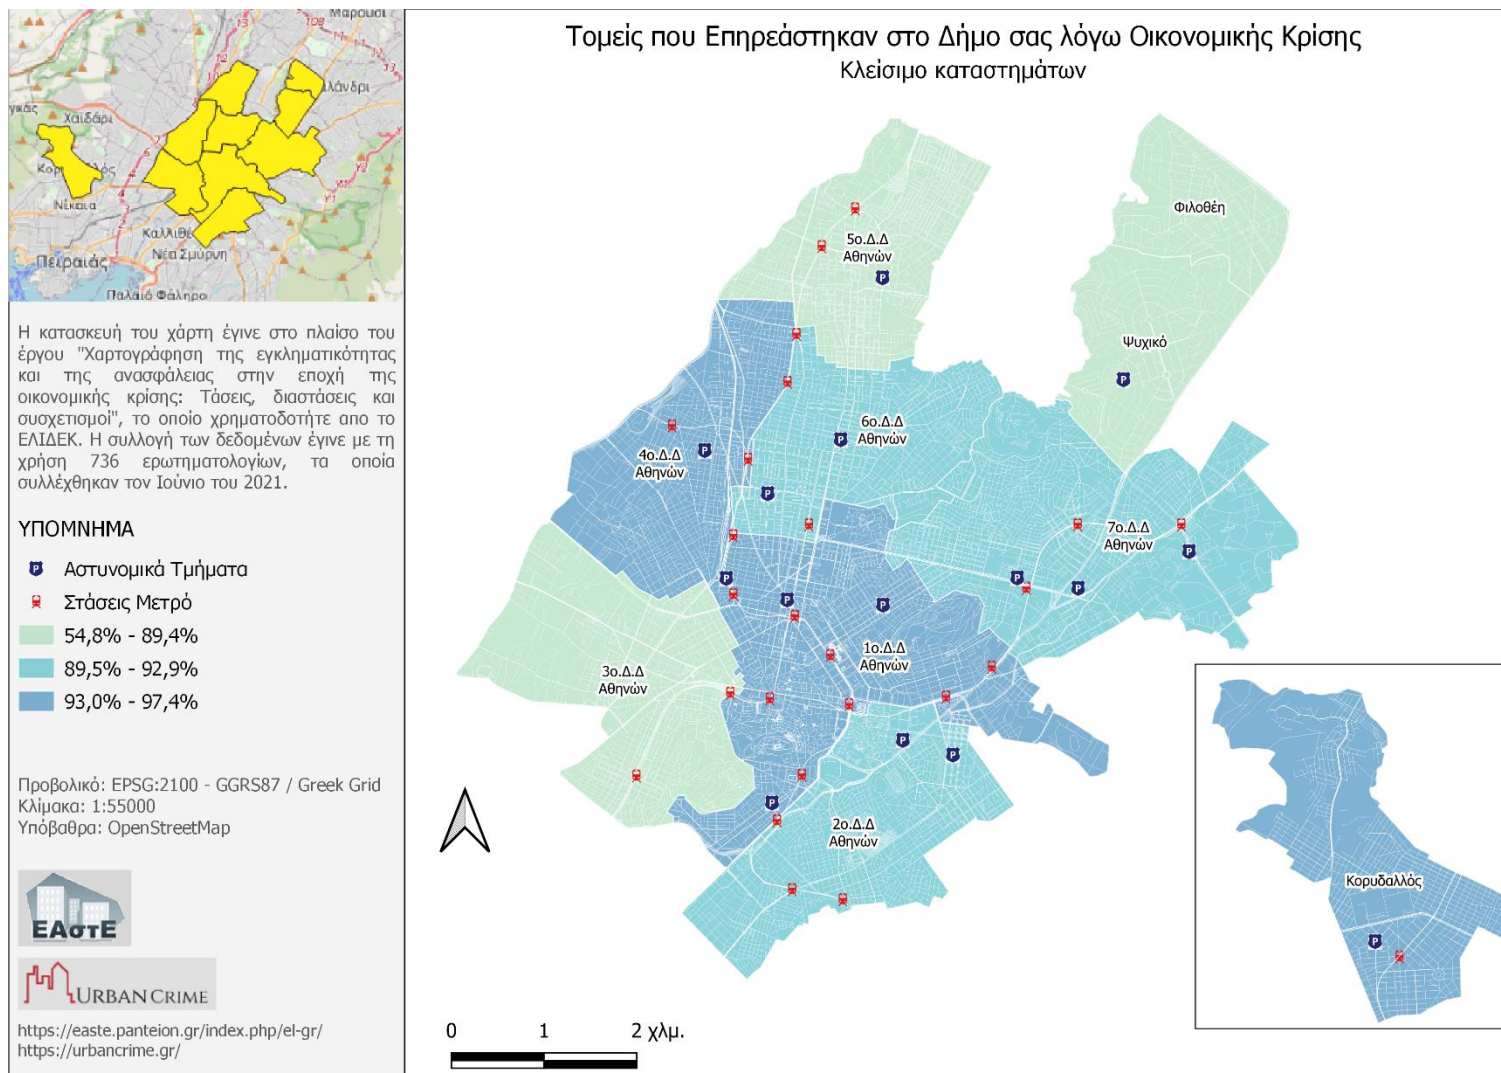 Τομείς που Επηρεάστηκαν στο Δήμο σας λόγω Οικονομικής Κρίσης
Κλείσιμο καταστημάτων
Μαρούσι
Χαϊδάρι
Νίκαια
Πειραιάς
Νέα Σμύρνη
Παλαιό Φάληρο
Η κατασκευή του χάρτη έγινε στο πλαίσο του
έργου "Χαρτογράφηση της εγκληματικότητας
και της ανασφάλειας στην εποχή της
οικονομικής κρίσης: Τάσεις, διαστάσεις και
συσχετισμοί", το οποίο χρηματοδοτήτε απο το
ΕΛΙΔΕΚ. Η συλλογή των δεδομένων έγινε με τη
χρήση 736 ερωτηματολογίων, τα οποία
συλλέχθηκαν τον Ιούνιο του 2021.
ΥΠΟΜΝΗΜΑ
Αστυνομικά Τμήματα
Στάσεις Μετρό
54,8% - 89,4%
89,5% - 92,9%
93,0% - 97,4%
Προβολικό: EPSG:2100 - GGRS87 / Greek Grid
Κλίμακα: 1:55000
Υπόβαθρα: OpenStreetMap
ΕΑστΕ
URBAN CRIME
https://easte.panteion.gr/index.php/el-gr/
https://urbancrime.gr/
Φιλοθέη
5ο.Δ.Δ
Αθηνών
Ψυχικό
6ο.Δ.Δ
Αθηνών
4ο.Δ.Δ
Αθηνών
7ο.Δ.Δ
Αθηνών
1ο.Δ.Δ
Αθηνών
3ο.Δ.Δ
Αθηνών
2ο.Δ.Δ
Αθηνών
Κορυδαλλός
0 1 2 χλμ.